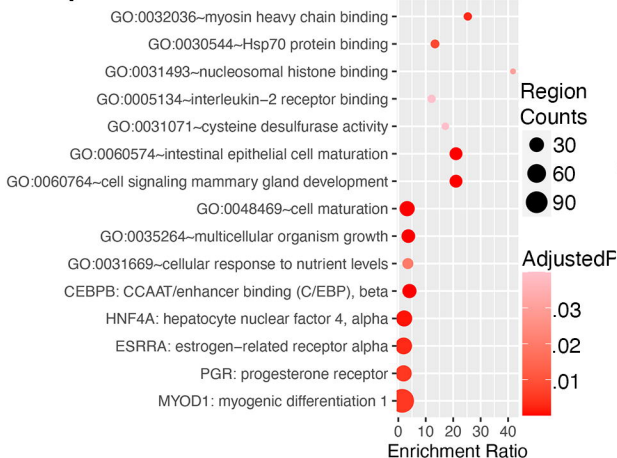 GO:0032036~myosin heavy chain binding
GO:0030544~Hsp70 protein binding
GO:0031493~nucleosomal histone binding
GO:0005134~interleukin−2 receptor binding
GO:0031071~cysteine desulfurase activity
GO:0060574~intestinal epithelial cell maturation
GO:0060764~cell signaling mammary gland development
GO:0048469~cell maturation
GO:0035264~multicellular organism growth
GO:0031669~cellular response to nutrient levels
CEBPB: CCAAT/enhancer binding (C/EBP), beta
HNF4A: hepatocyte nuclear factor 4, alpha
ESRRA: estrogen−related receptor alpha
PGR: progesterone receptor
MYOD1: myogenic differentiation 1
0 10 20 30 40
Enrichment Ratio
Region
Counts
30
60
90
AdjustedP
.03
.02
.01